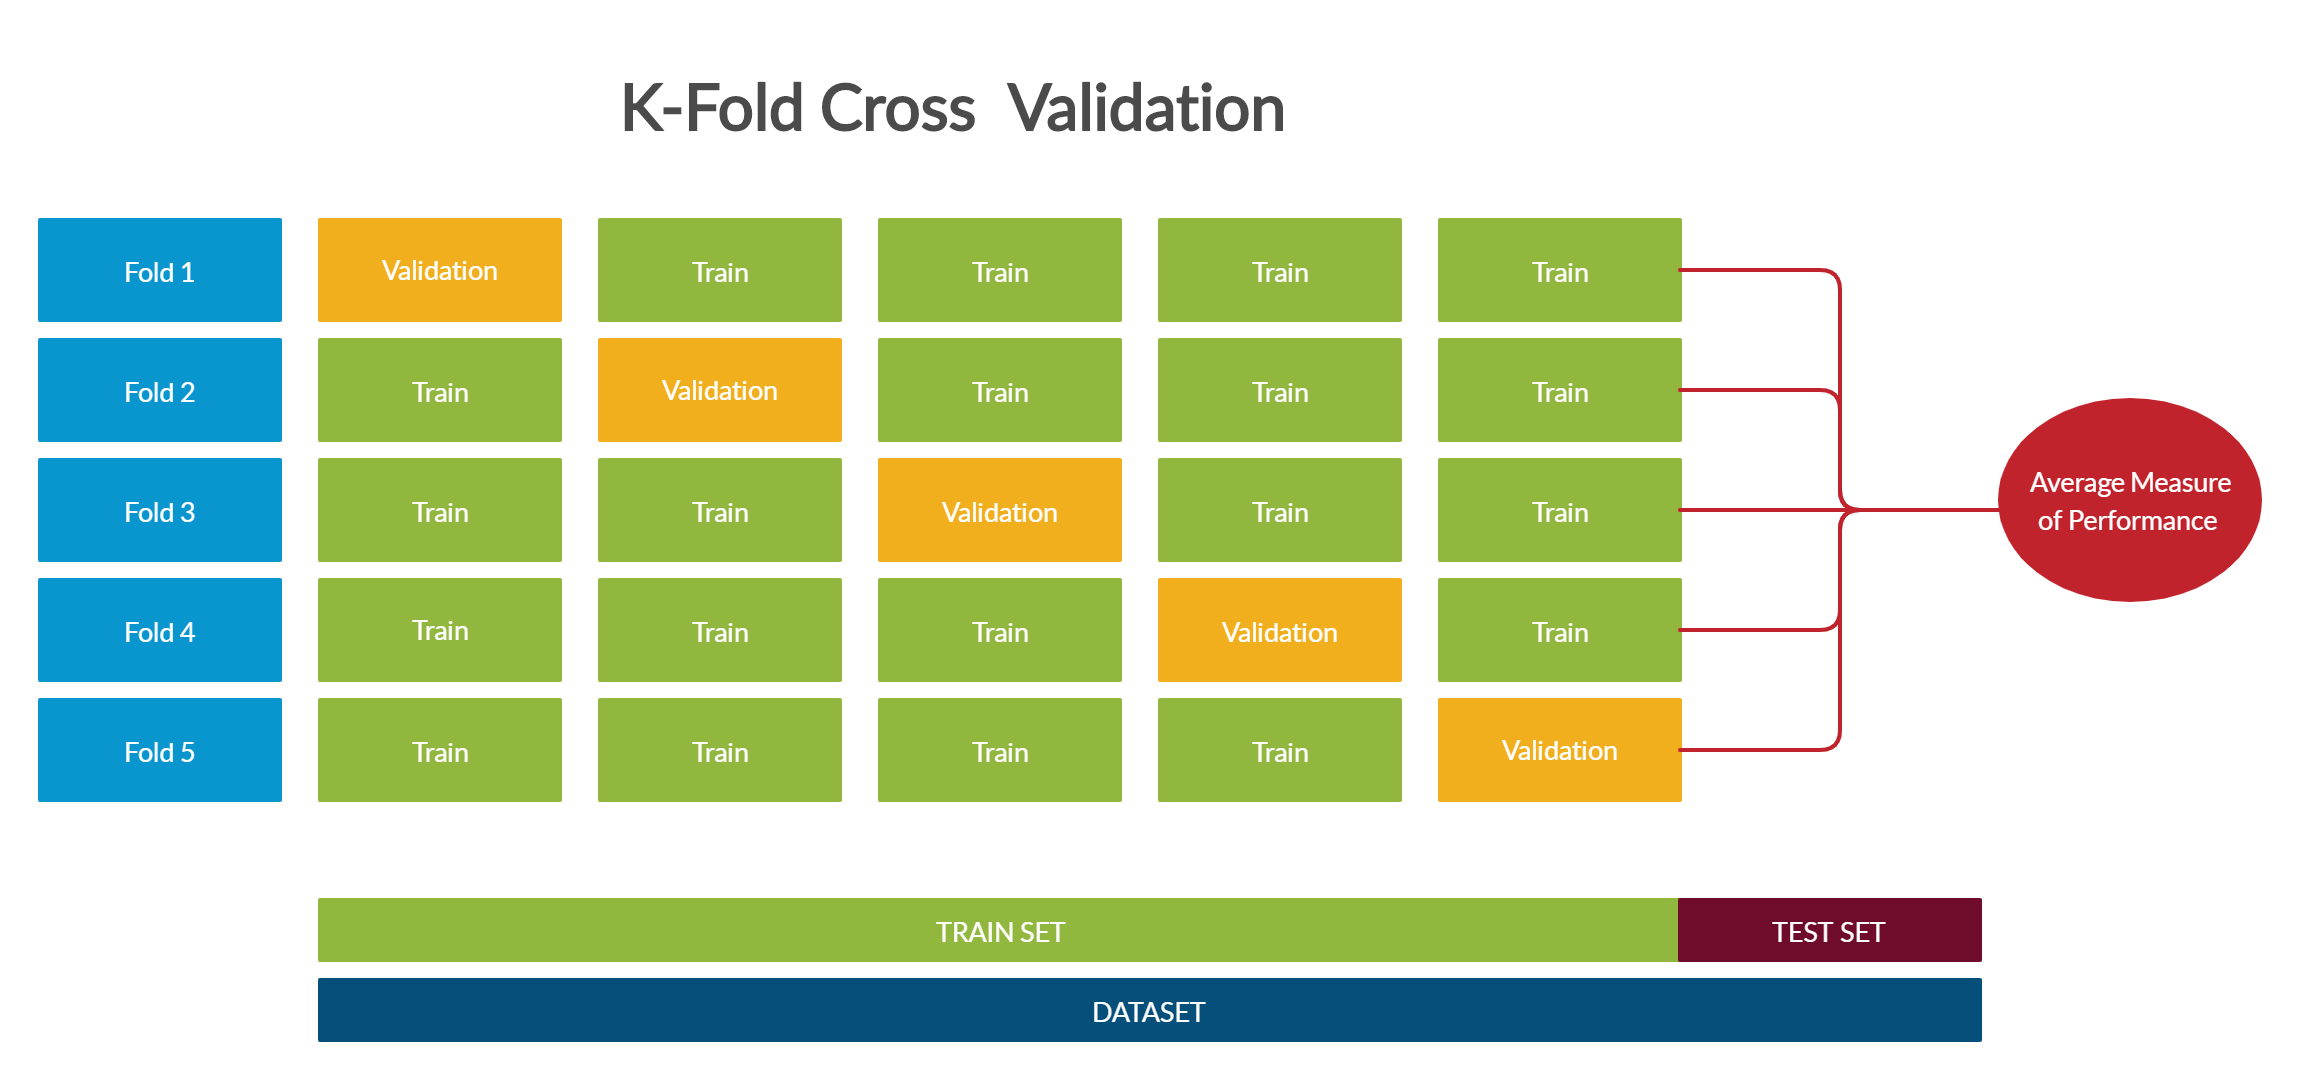 K-Fold Cross  Validation
Fold 1 Validation Train Train Train Train
Fold 2 Train Validation Train Train Train
Fold 3 Train Train Validation Train Train
Fold 4 Train Train Train Validation Train
Fold 5 Train Train Train Train Validation
Average Measure
of Performance
TRAIN SET TEST SET
DATASET